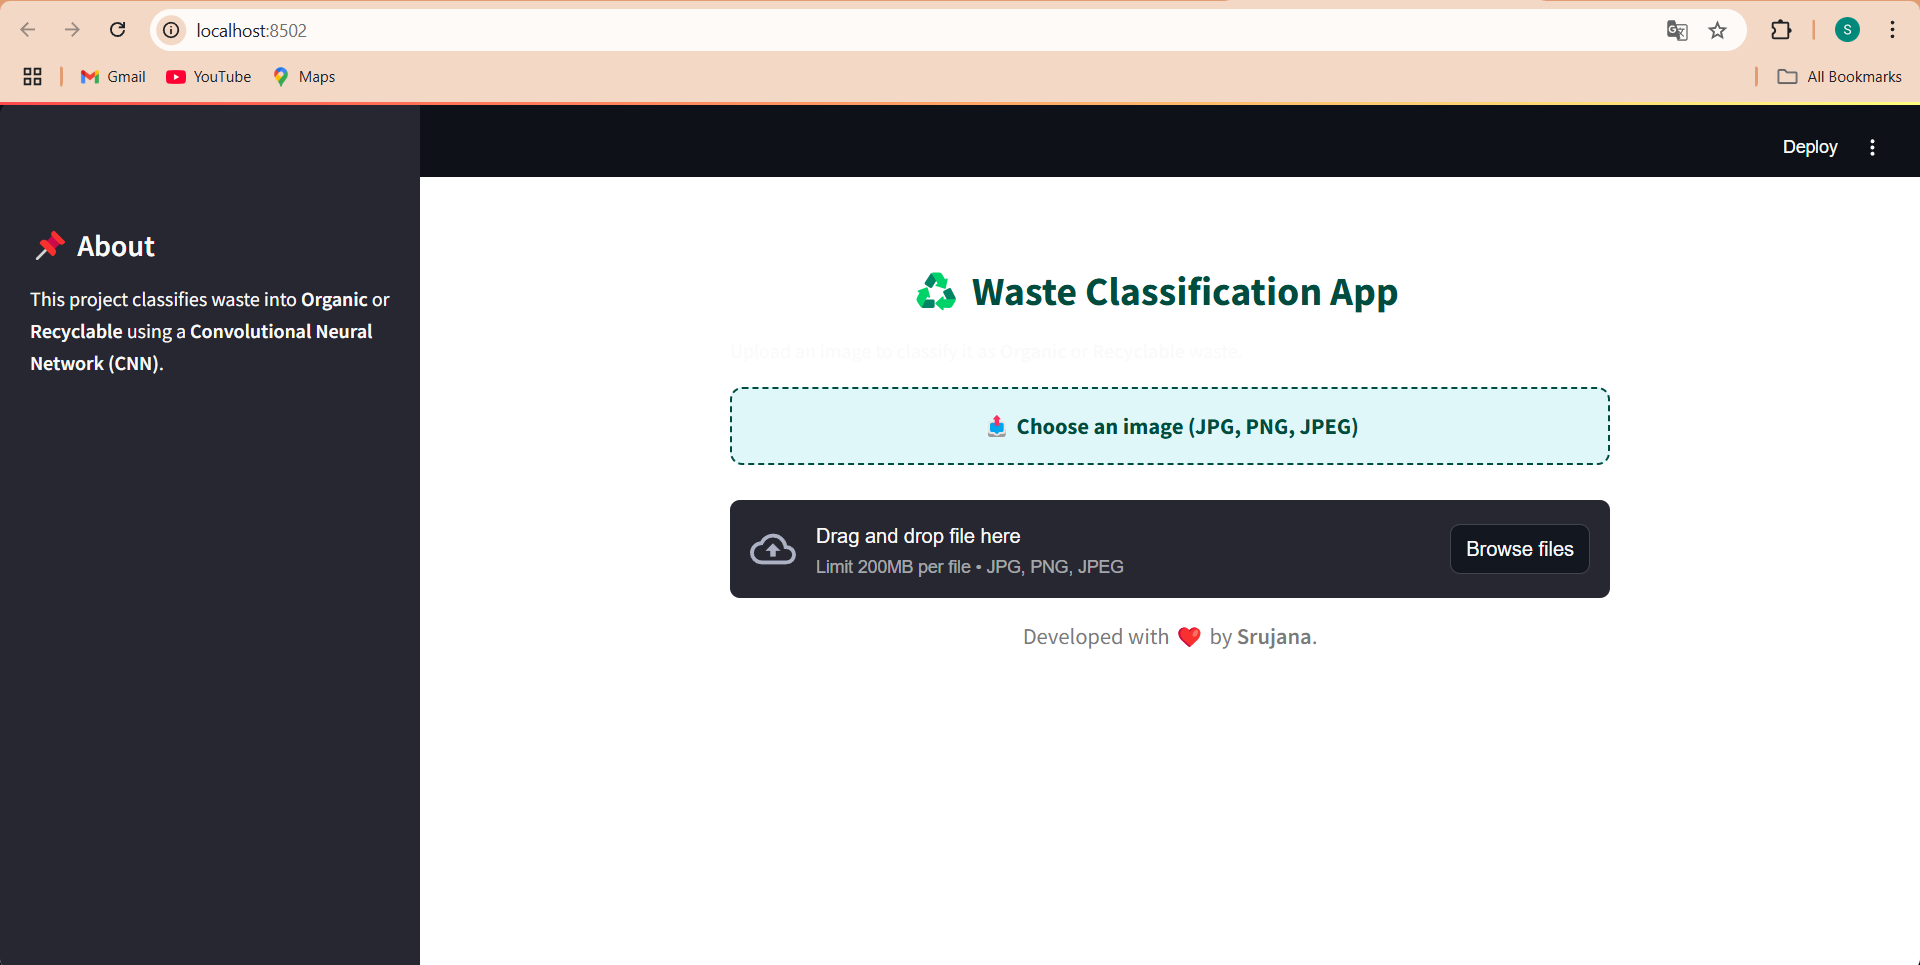 localhost:8502
S
Gmail YouTube Maps All Bookmarks
Deploy
About
This project classifies waste into Organic or
Recyclable using a Convolutional Neural
Network (CNN).
Waste Classification App
Upload an image to classify it as Organic or Recyclable waste.
Choose an image (JPG, PNG, JPEG)
Drag and drop file here
Limit 200MB per file • JPG, PNG, JPEG
Browse files
Developed with ❤️ by Srujana.